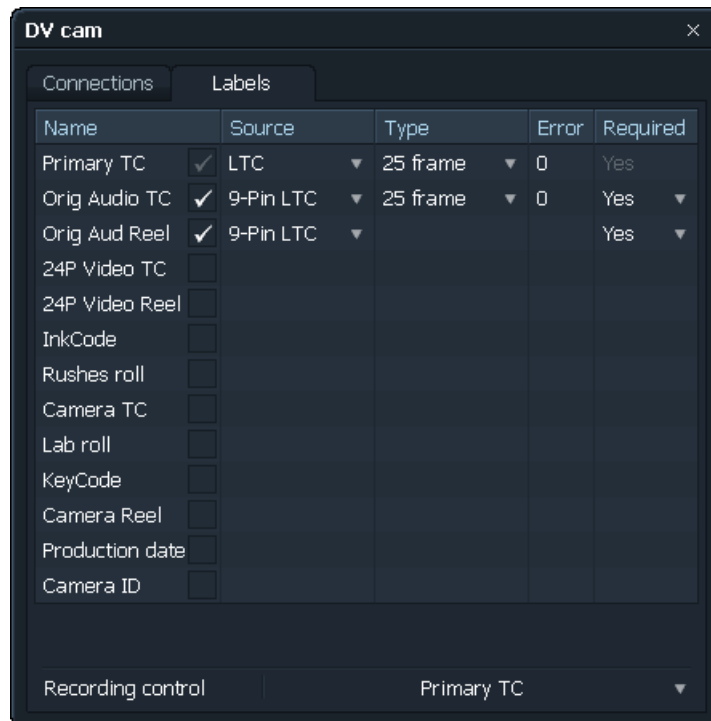 DV cam
Connections Labels
Name Source Type Error Required
Primary TC LTC 25 frame 0 Yes
Orig Audio TC 9-Pin LTC 25 frame 0 Yes
Orig Aud Reel 9-Pin LTC Yes
24P Video TC
24P Video Reel
InkCode
Rushes roll
Camera TC
Lab roll
KeyCode
Camera Reel
Production date
Camera ID
Recording control Primary TC